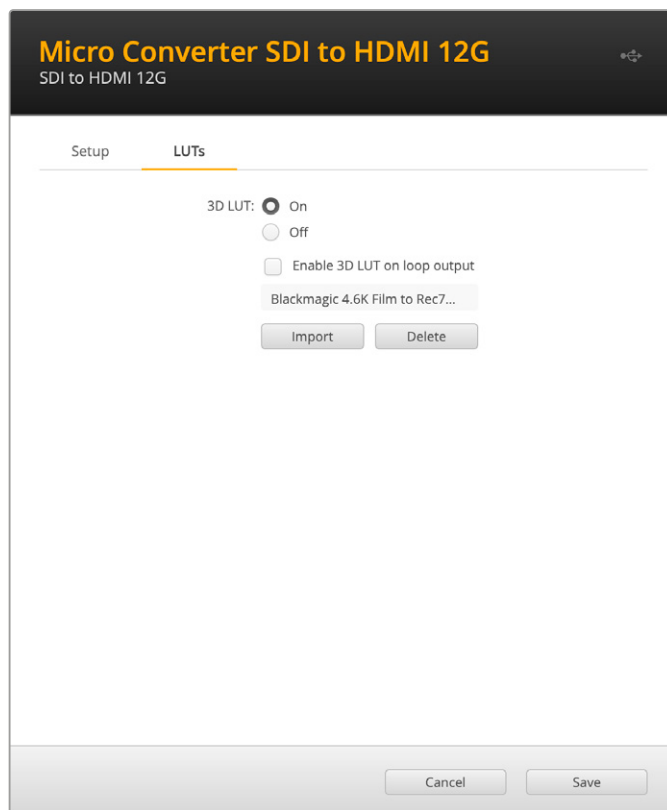 Micro Converter SDI to HDMI 12G
SDI to HDMI 12G
Setup LUTs
3D LUT: On
Off
Enable 3D LUT on loop output
Blackmagic 4.6K Film to Rec7...
Import Delete
Cancel Save